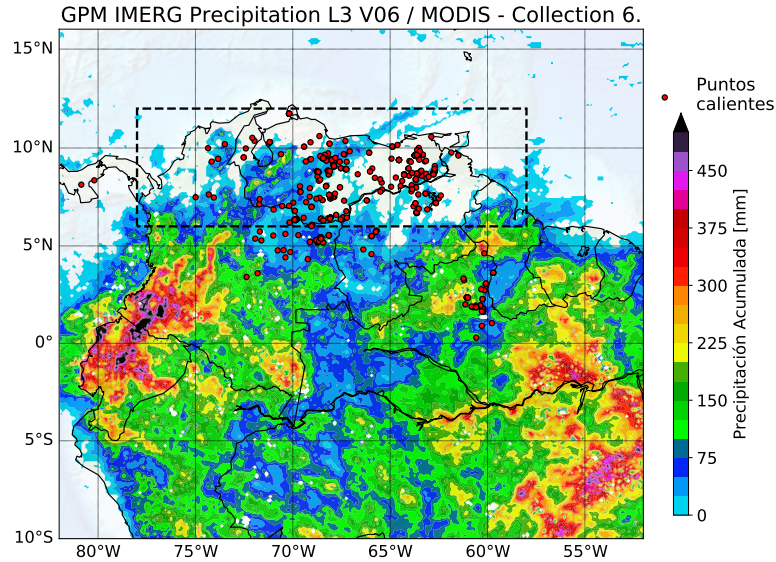 GPM IMERG Precipitation L3 V06 / MODIS - Collection 6.
15°N
10°N
5°N
0°
5°S
10°S
80°W
75°W
70°W
65°W
60°W
55°W
Puntos
calientes
450
375
300
225
150
75
0
Precipitación Acumulada [mm]